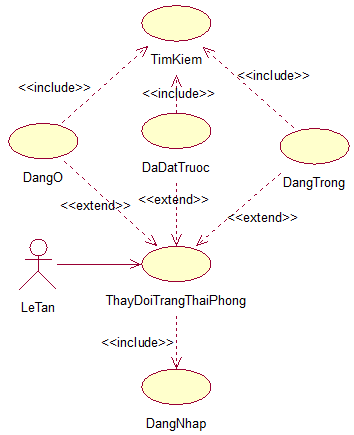 TimKiem
<<include>>
<<include>>
<<include>>
DangO
DaDatTruoc
DangTrong
<<extend>>
<<extend>>
<<extend>>
LeTan
ThayDoiTrangThaiPhong
<<include>>
DangNhap